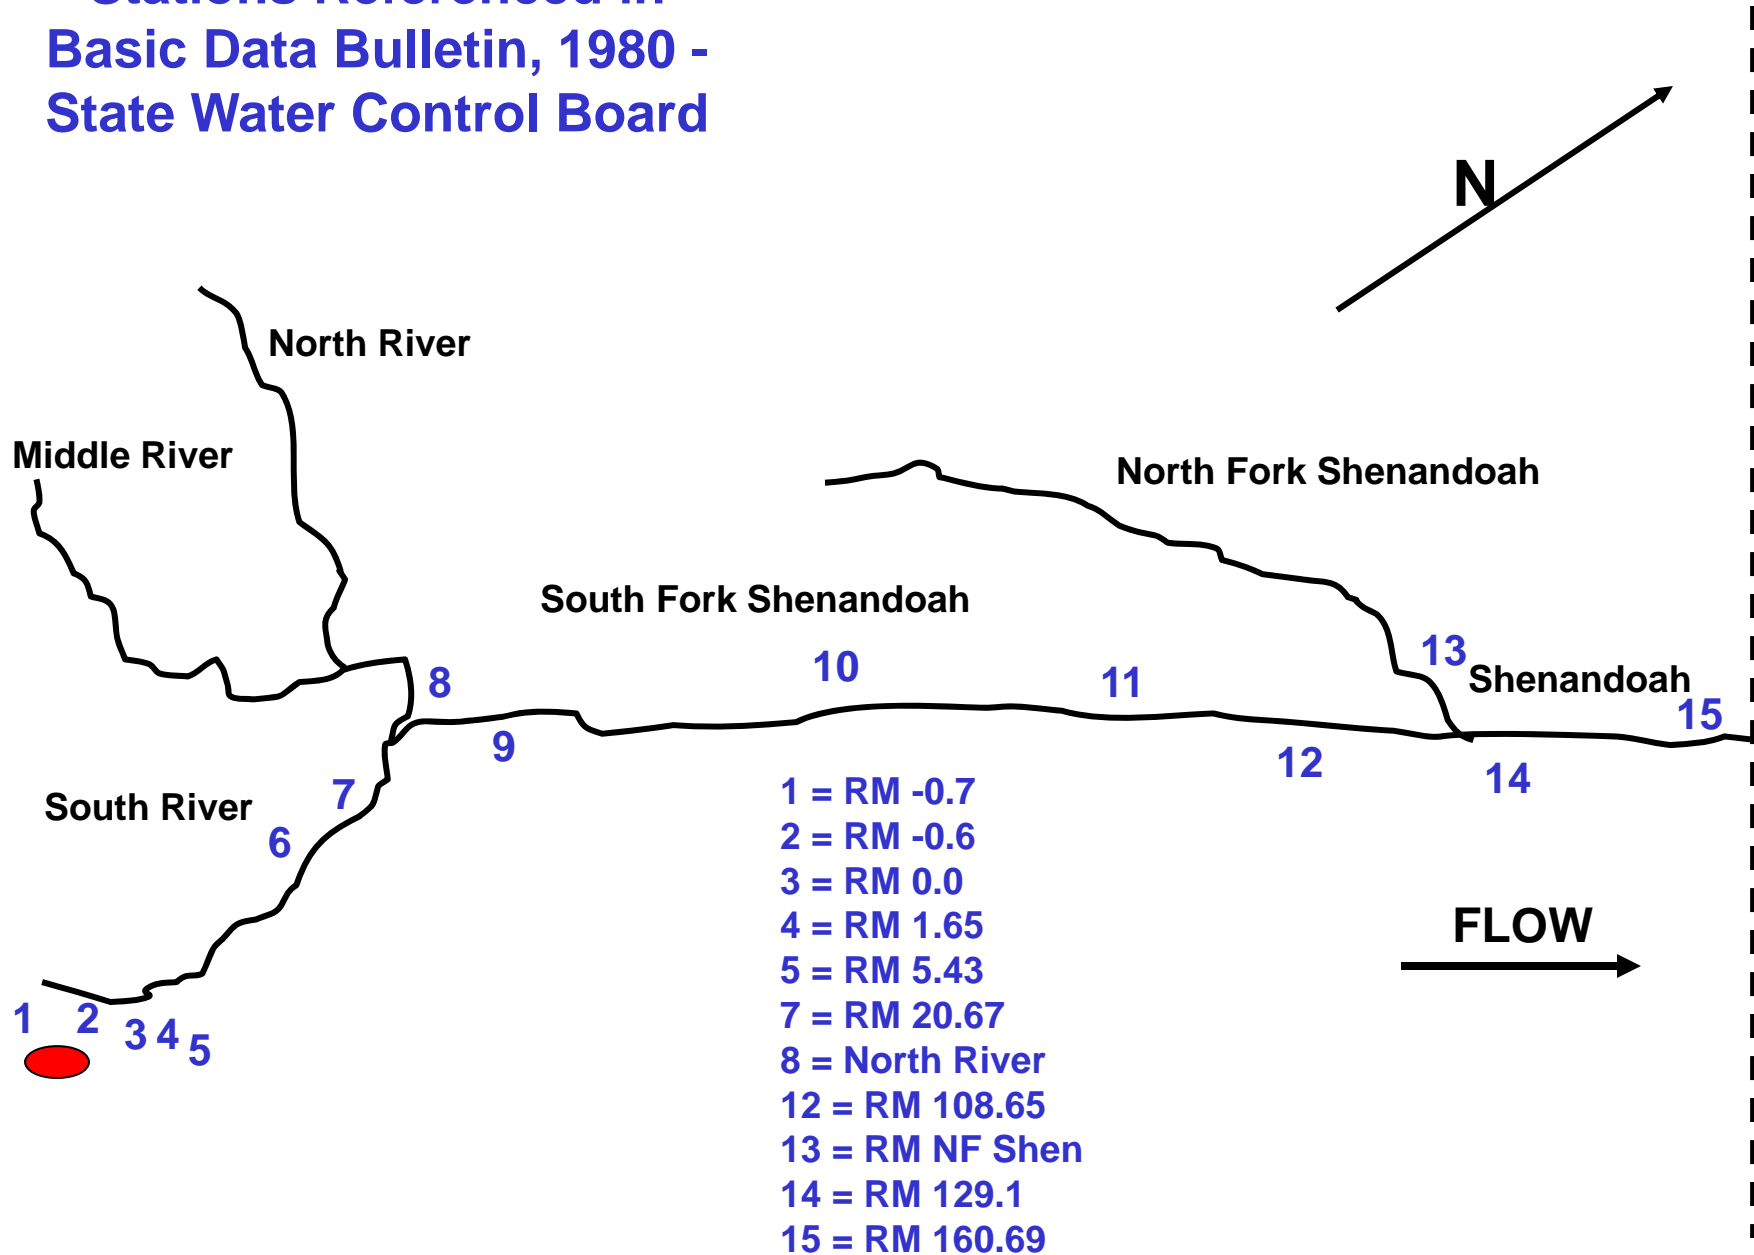 Stations Referenced in
Basic Data Bulletin, 1980 -
State Water Control Board
N
North River
Middle River
North Fork Shenandoah
South Fork Shenandoah
13
10
11
8
Shenandoah
15
9
12
14
7
South River
6
1
2
3
4
5
1 = RM -0.7
2 = RM -0.6
3 = RM 0.0
4 = RM 1.65
5 = RM 5.43
7 = RM 20.67
8 = North River
12 = RM 108.65
13 = RM NF Shen
14 = RM 129.1
15 = RM 160.69
FLOW